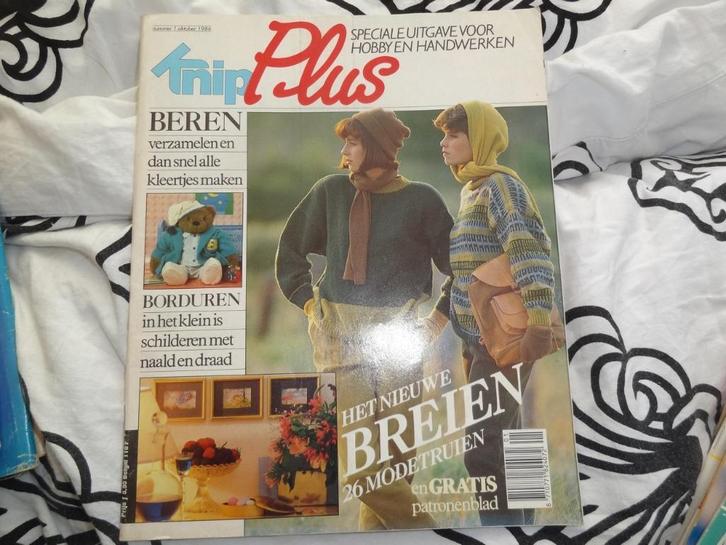 nummer 1 oktober 1986
Knip Plus
SPECIALE UITGAVE VOOR
HOBBY EN HANDWERKEN
BEREN
verzamelen en
dan snel alle
kleertjes maken
BORDUREN
in het klein is
schilderen met
naald en draad
HET NIEUWE
BREIEN
26 MODETRUIEN
en GRATIS
patronenblad